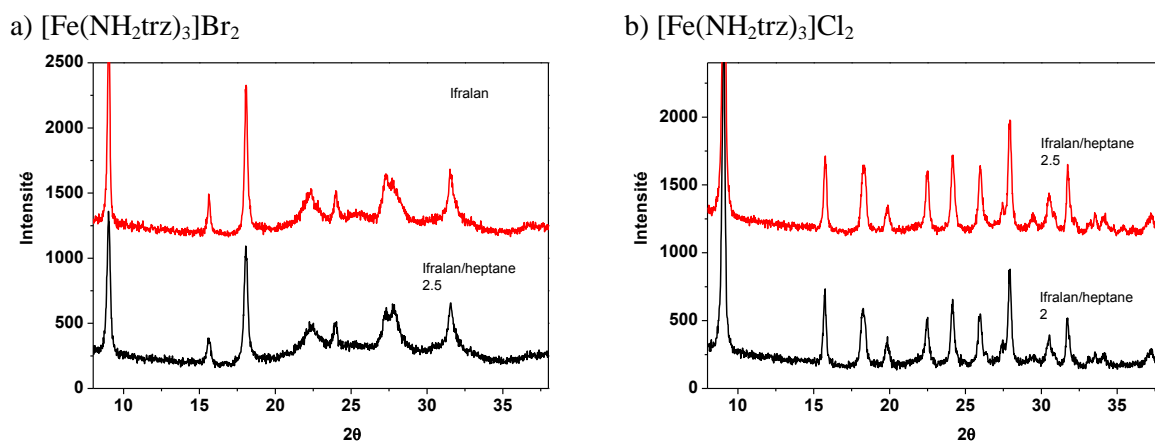 a) [Fe(NH₂trz)₃]Br₂
2500
2000
1500
1000
500
0
Intensité
Ifralan
Ifralan/heptane
2.5
10 15 20 25 30 35
2θ
b) [Fe(NH₂trz)₃]Cl₂
2000
1500
1000
500
0
Intensité
Ifralan/heptane
2.5
Ifralan/heptane
2
10 15 20 25 30 35
2θ